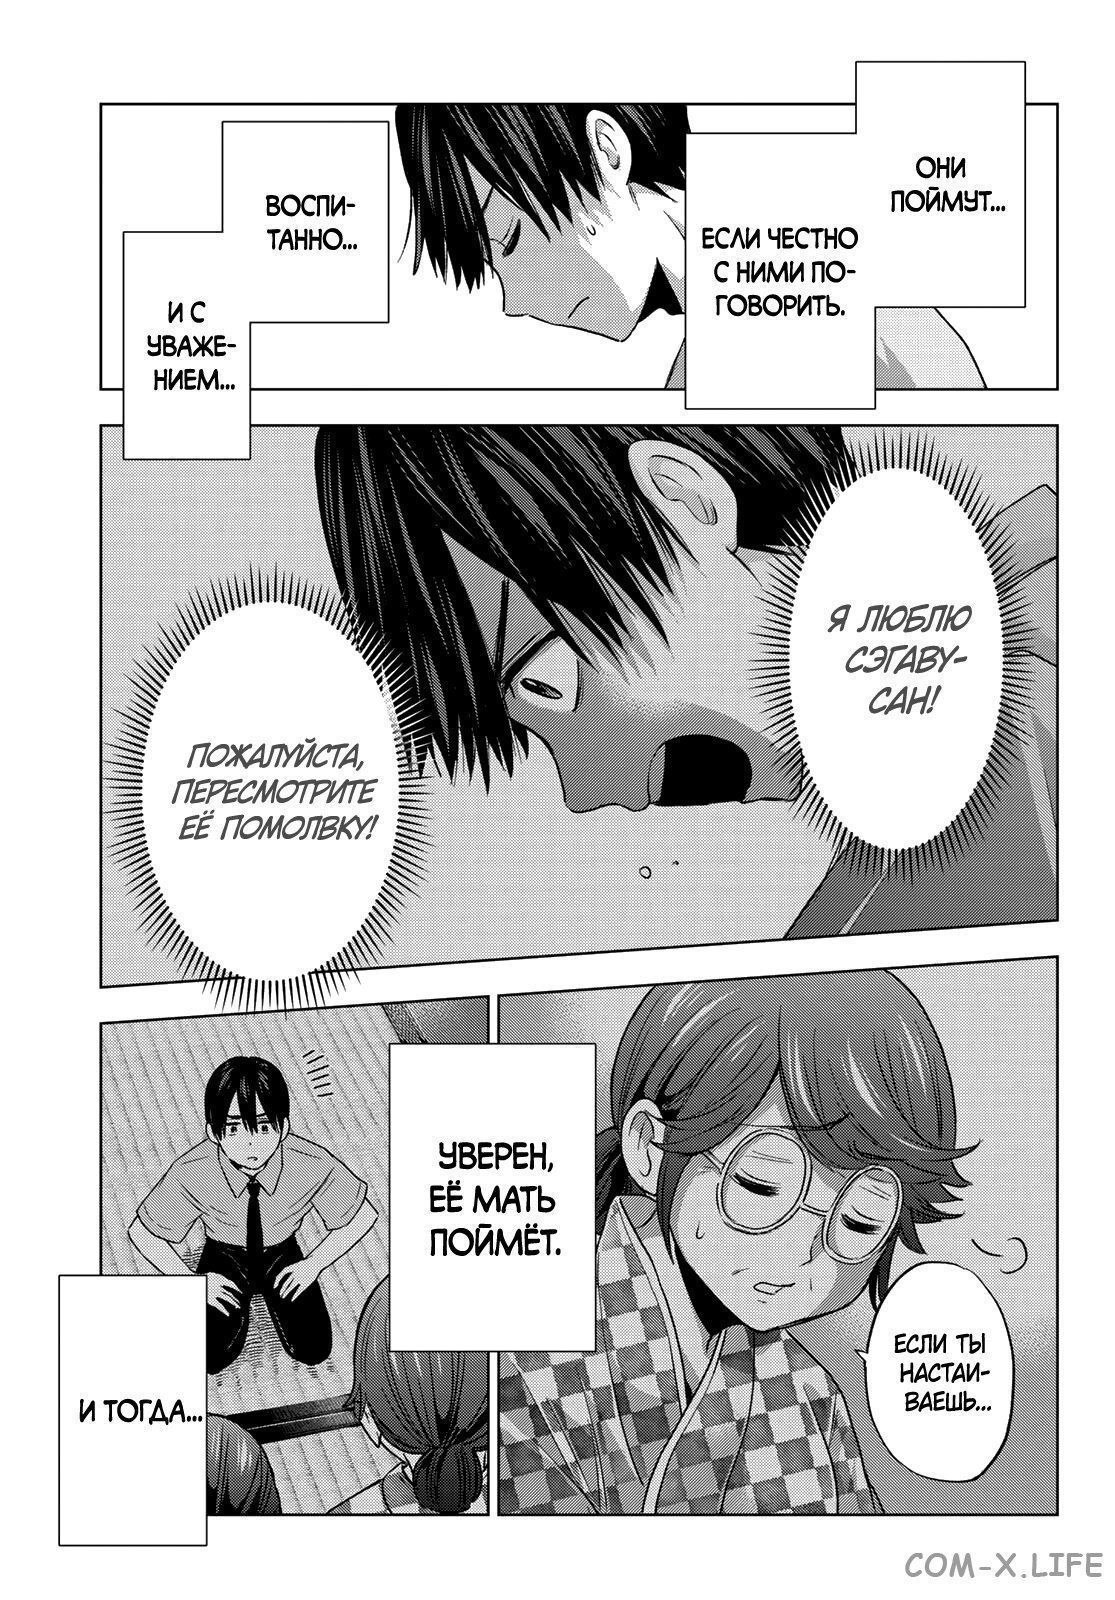 ОНИ
ПОЙМУТ...
ЕСЛИ ЧЕСТНО
С НИМИ ПО-
ГОВОРИТЬ.
ВОСПИ-
ТАННО...
И С
УВАЖЕ-
НИЕМ...
Я ЛЮБЛЮ
СЭГАВУ-
САН!
ПОЖАЛУЙСТА,
ПЕРЕСМОТРИТЕ
ЕЁ ПОМОЛВКУ!
ЕСЛИ ТЫ
НАСТАИ-
ВАЕШЬ...
УВЕРЕН,
ЕЁ МАТЬ
ПОЙМЁТ.
И ТОГДА...
COM-X.LIFE